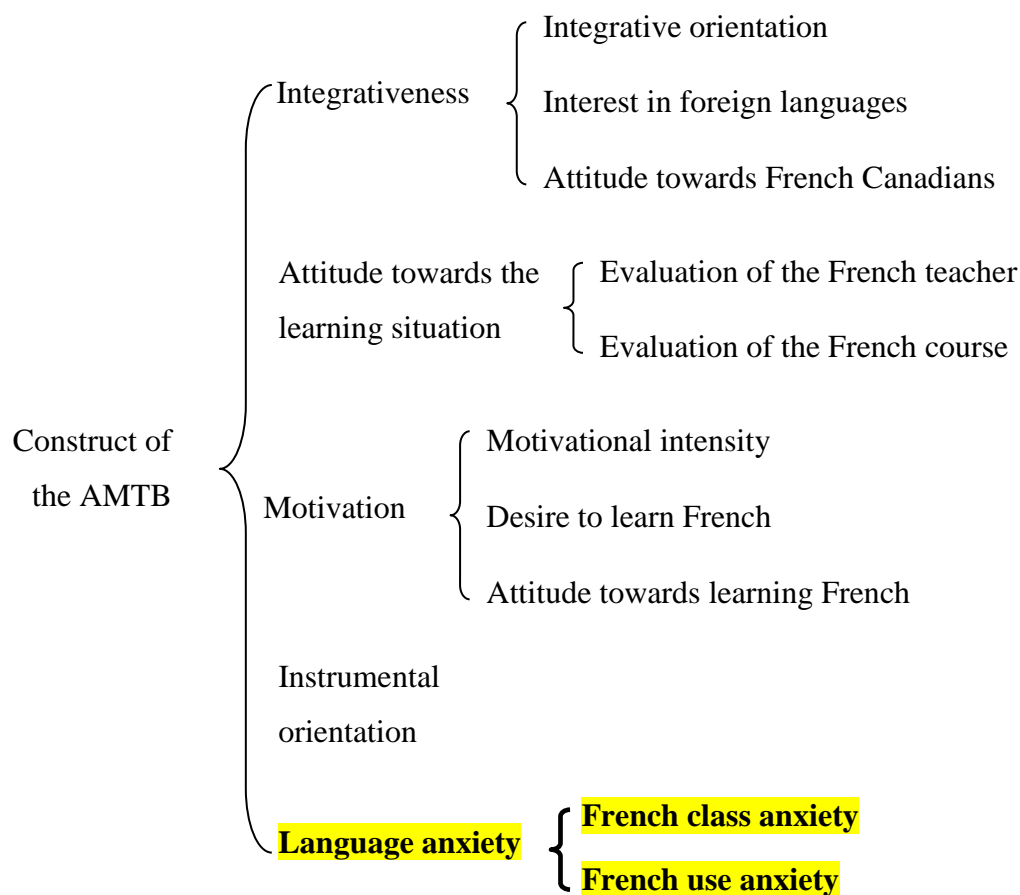 Construct of
the AMTB
Integrativeness
Integrative orientation
Interest in foreign languages
Attitude towards French Canadians
Attitude towards the
learning situation
Evaluation of the French teacher
Evaluation of the French course
Motivation
Motivational intensity
Desire to learn French
Attitude towards learning French
Instrumental
orientation
Language anxiety
French class anxiety
French use anxiety